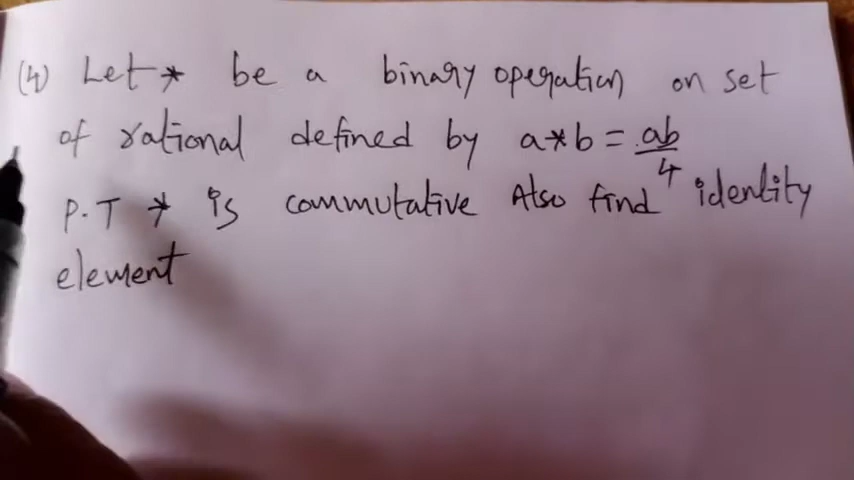 (4) Let * be a binary operation on set
of rational defined by a*b = ab/4
P.T * is commutative Also find identity
element